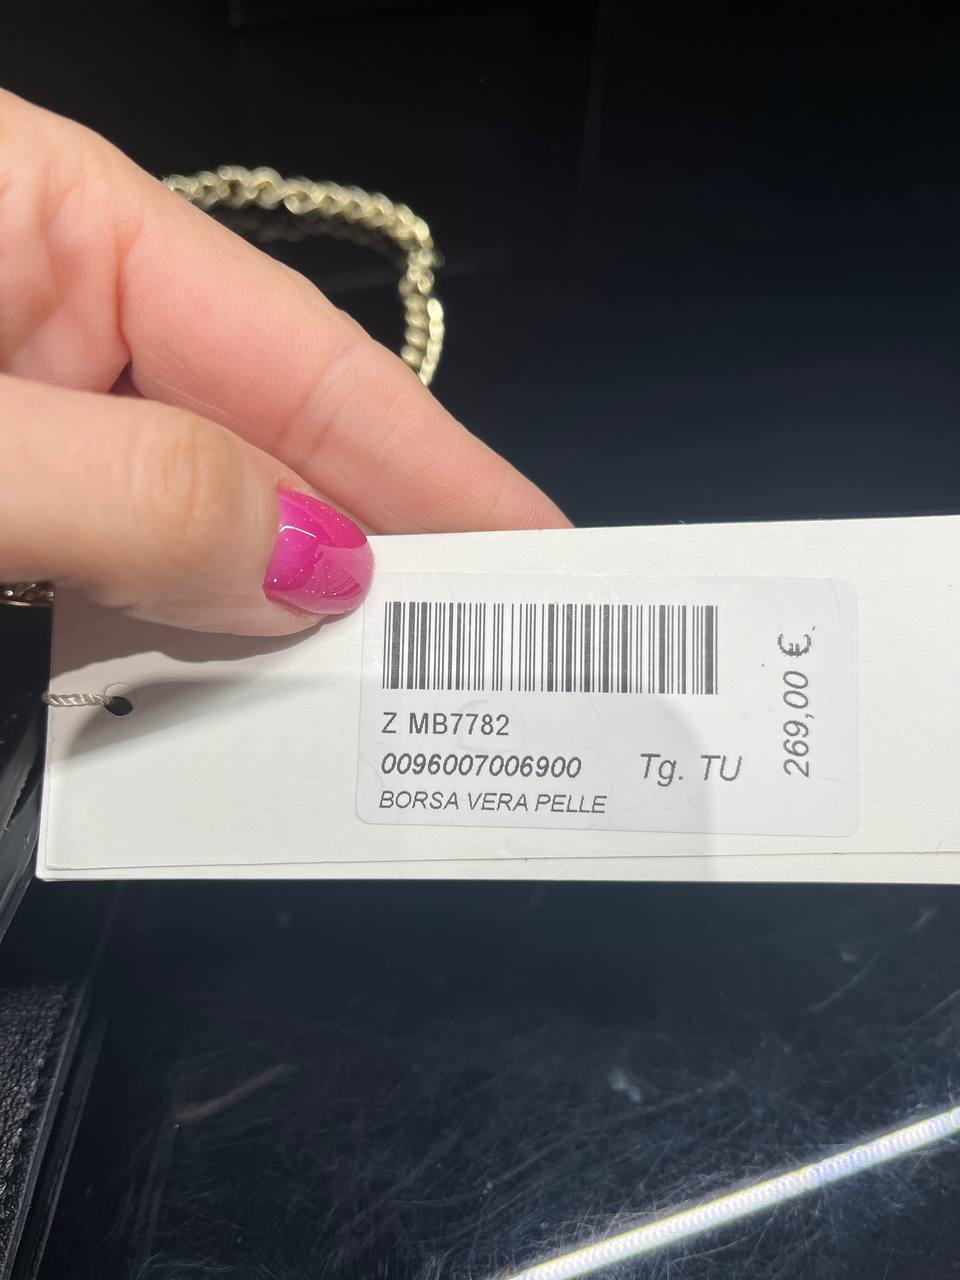 Z MB7782
0096007006900
Tg. TU
BORSA VERA PELLE
269,00 €